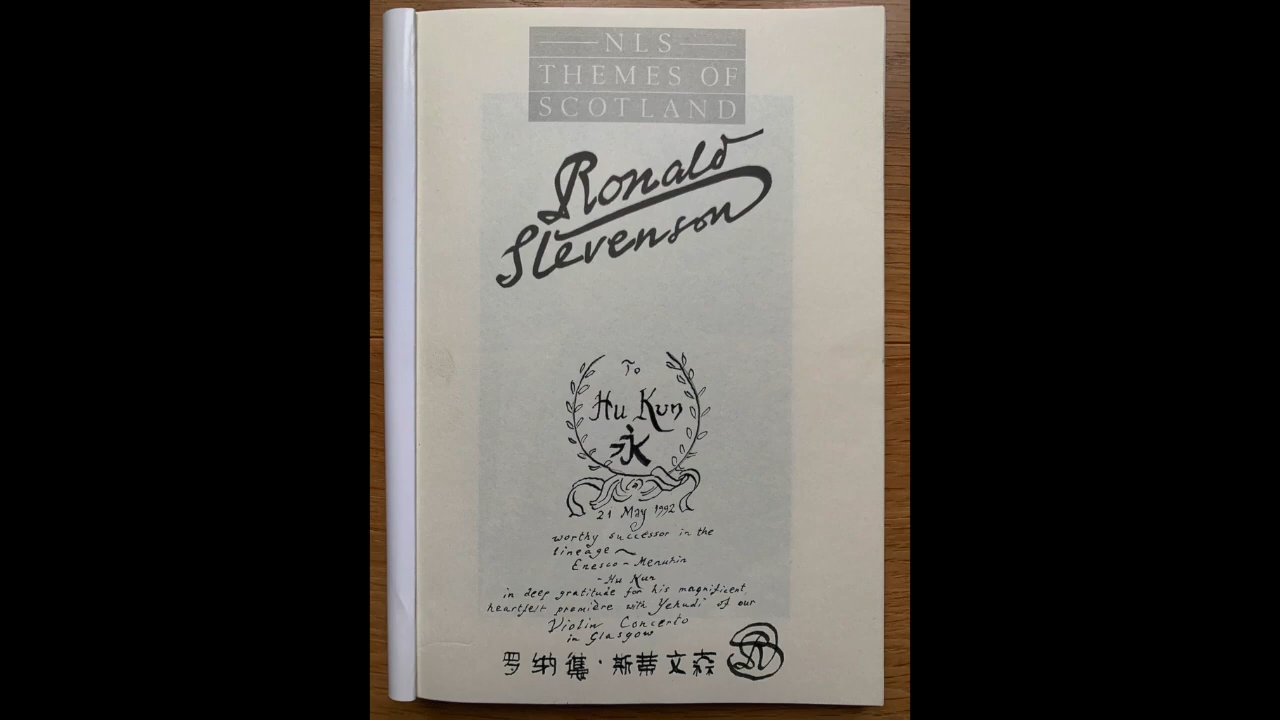 NLS
THEMES OF
SCOTLAND
Ronald
Stevenson
To
Hu Kun
永
21 May 1992
worthy successor in the
lineage ~
Enesco - Menuhin
- Hu Kun
in deep gratitude for his magnificent,
heartfelt première with Yehudi of our
Violin Concerto
in Glasgow
罗纳德·斯蒂文森
RS